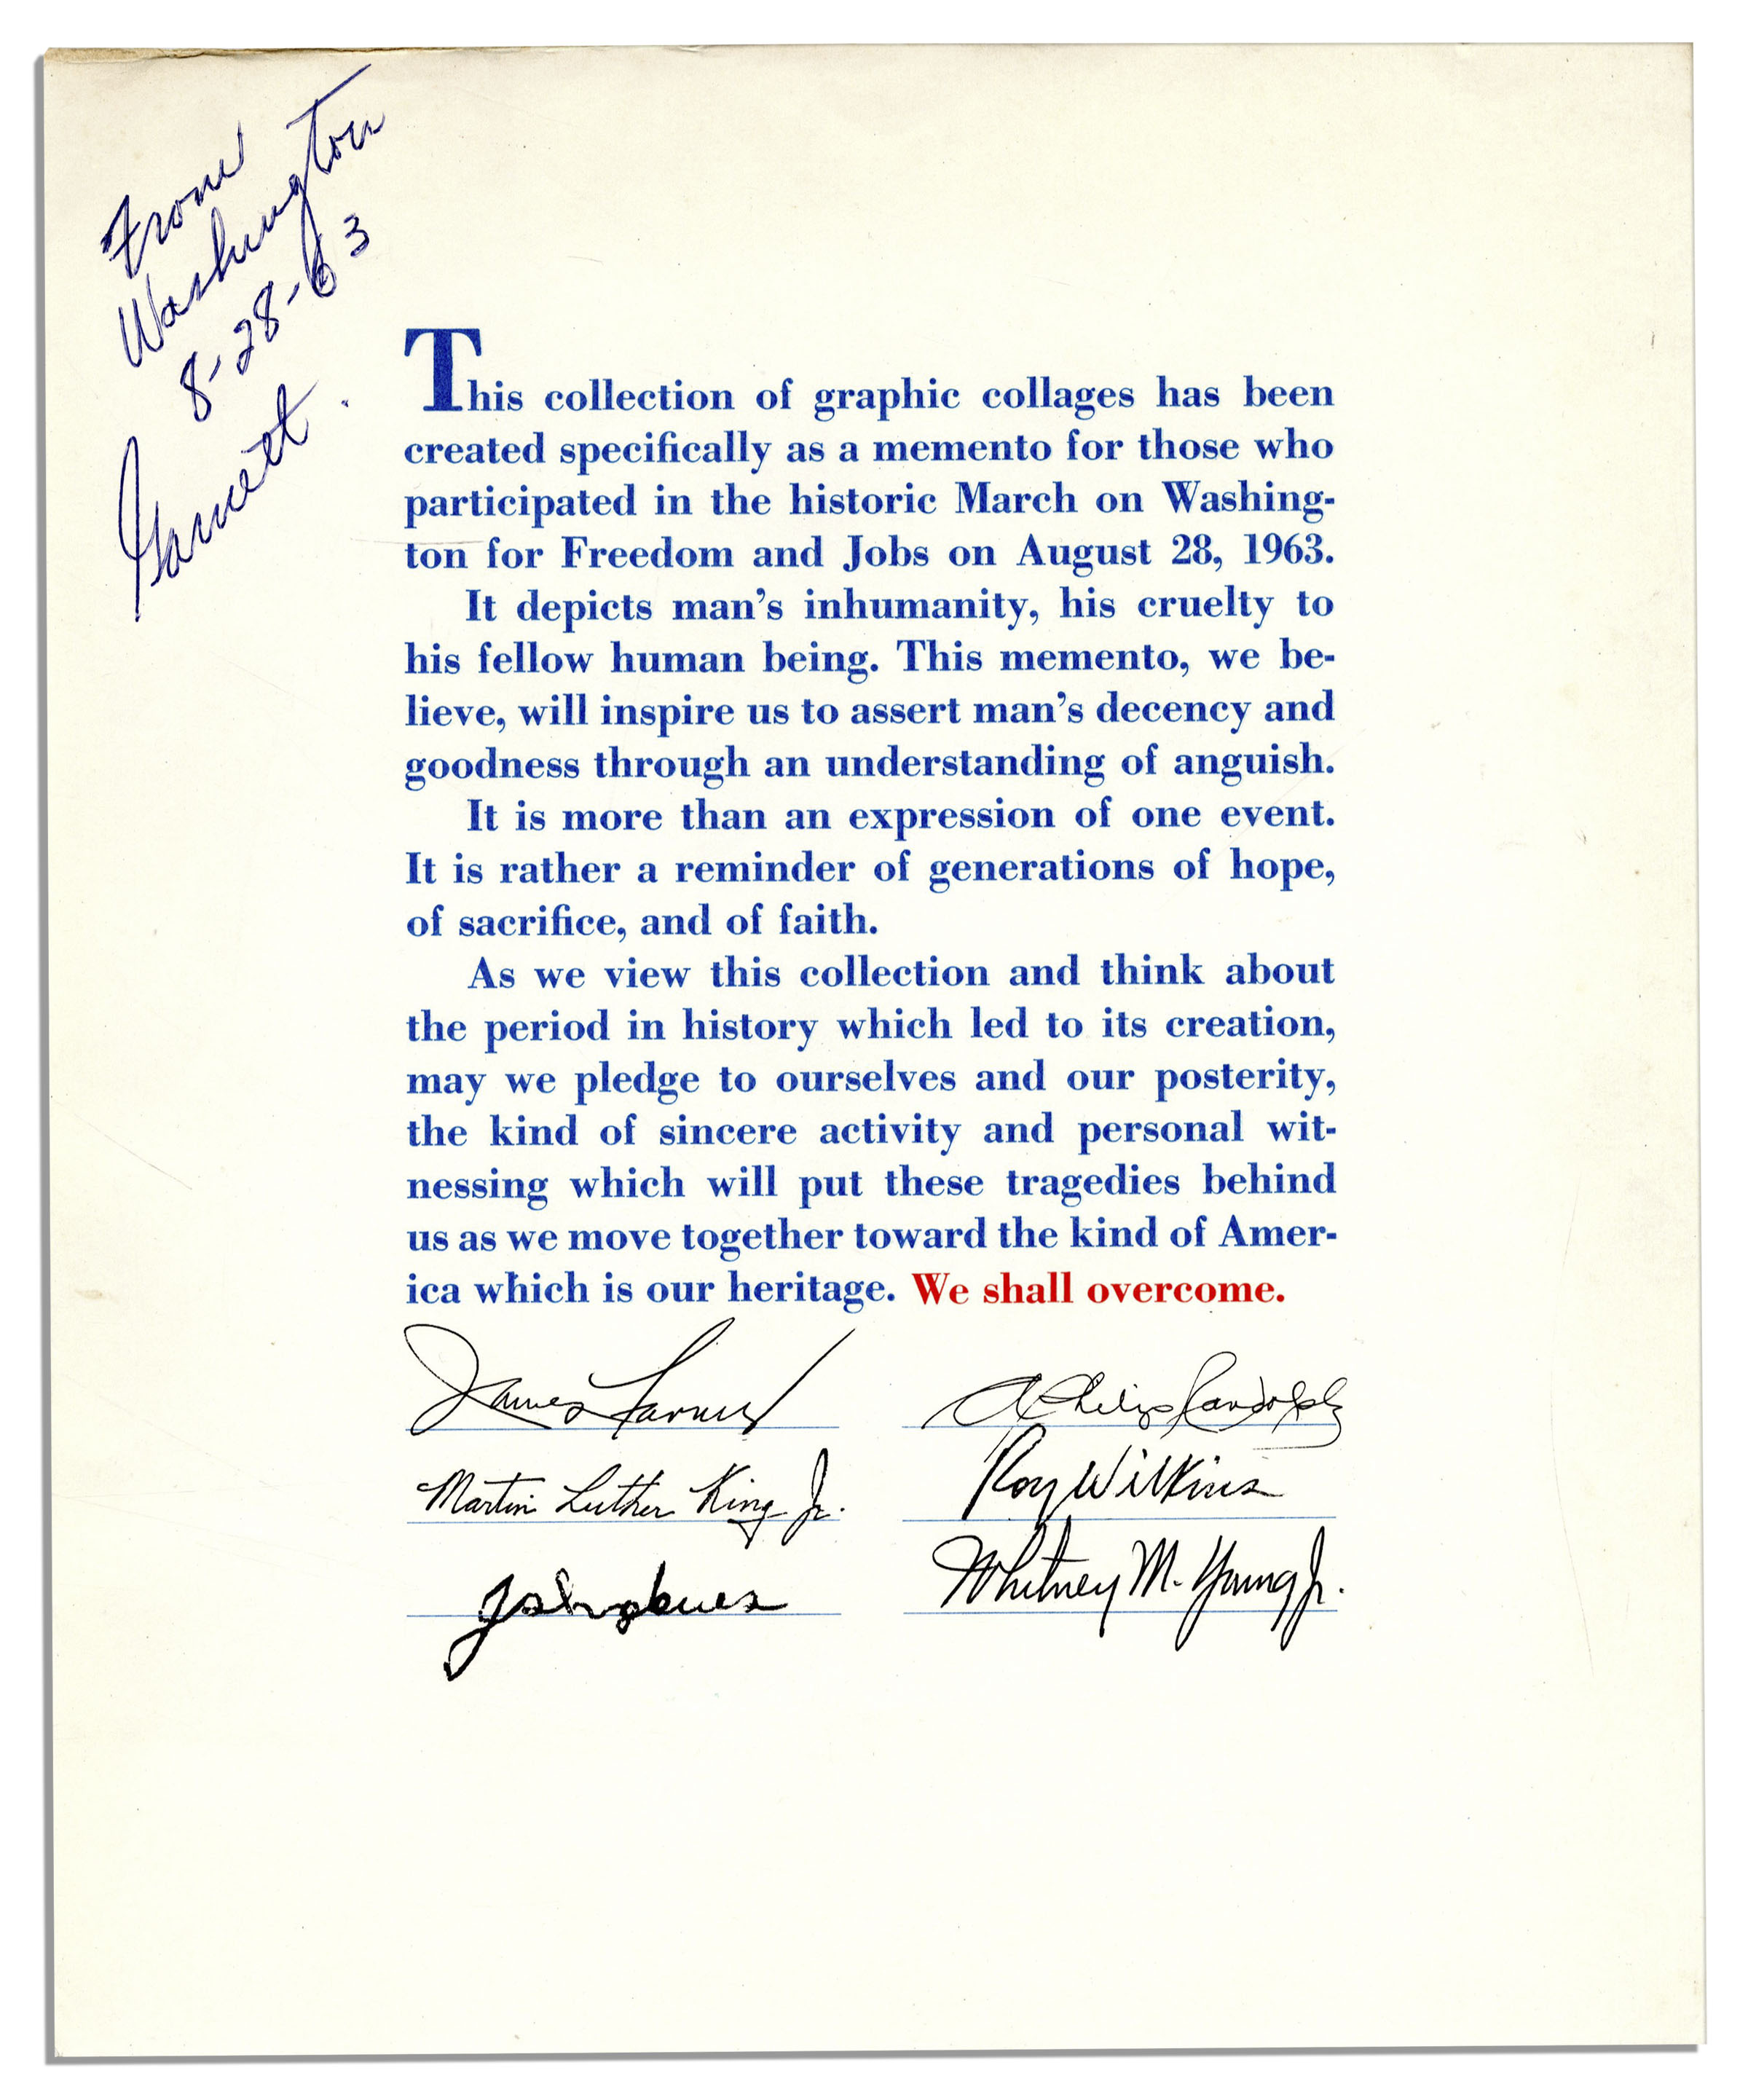 From
Washington
8-28-63
This collection of graphic collages has been
created specifically as a memento for those who
participated in the historic March on Washing-
ton for Freedom and Jobs on August 28, 1963.
It depicts man's inhumanity, his cruelty to
his fellow human being. This memento, we be-
lieve, will inspire us to assert man's decency and
goodness through an understanding of anguish.
It is more than an expression of one event.
It is rather a reminder of generations of hope,
of sacrifice, and of faith.
As we view this collection and think about
the period in history which led to its creation,
may we pledge to ourselves and our posterity,
the kind of sincere activity and personal wit-
nessing which will put these tragedies behind
us as we move together toward the kind of Amer-
ica which is our heritage. We shall overcome.
James Farmer
A Philip Randolph
Martin Luther King Jr.
Roy Wilkins
Whitney M. Young Jr.